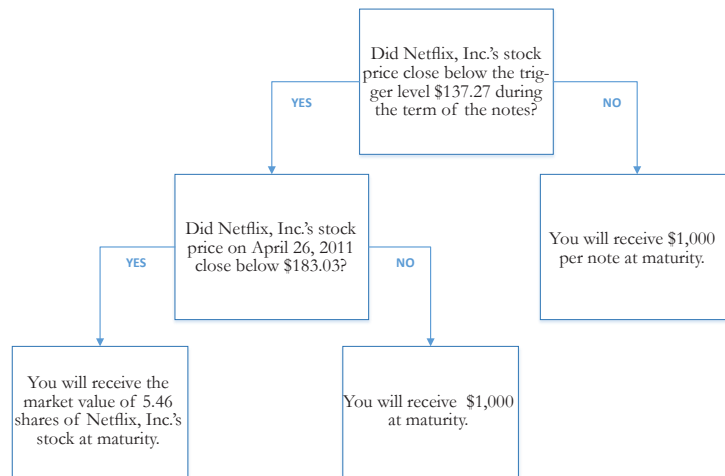 Did Netflix, Inc.'s stock
price close below the trig-
ger level $137.27 during
the term of the notes?
YES
NO
Did Netflix, Inc.'s stock
price on April 26, 2011
close below $183.03?
You will receive $1,000
per note at maturity.
YES
NO
You will receive the
market value of 5.46
shares of Netflix, Inc.'s
stock at maturity.
You will receive $1,000
at maturity.